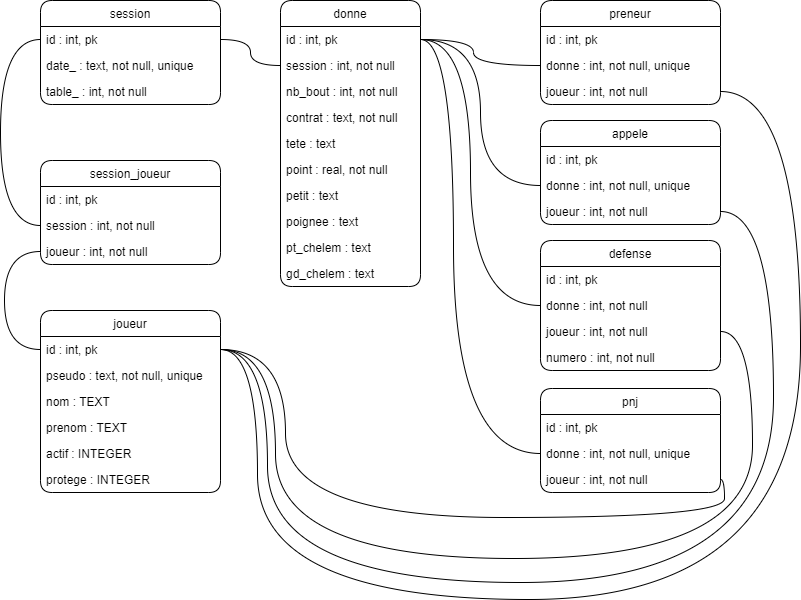 session
id : int, pk
date_ : text, not null, unique
table_ : int, not null
session_joueur
id : int, pk
session : int, not null
joueur : int, not null
joueur
id : int, pk
pseudo : text, not null, unique
nom : TEXT
prenom : TEXT
actif : INTEGER
protege : INTEGER
donne
id : int, pk
session : int, not null
nb_bout : int, not null
contrat : text, not null
tete : text
point : real, not null
petit : text
poignee : text
pt_chelem : text
gd_chelem : text
preneur
id : int, pk
donne : int, not null, unique
joueur : int, not null
appele
id : int, pk
donne : int, not null, unique
joueur : int, not null
defense
id : int, pk
donne : int, not null
joueur : int, not null
numero : int, not null
pnj
id : int, pk
donne : int, not null, unique
joueur : int, not null